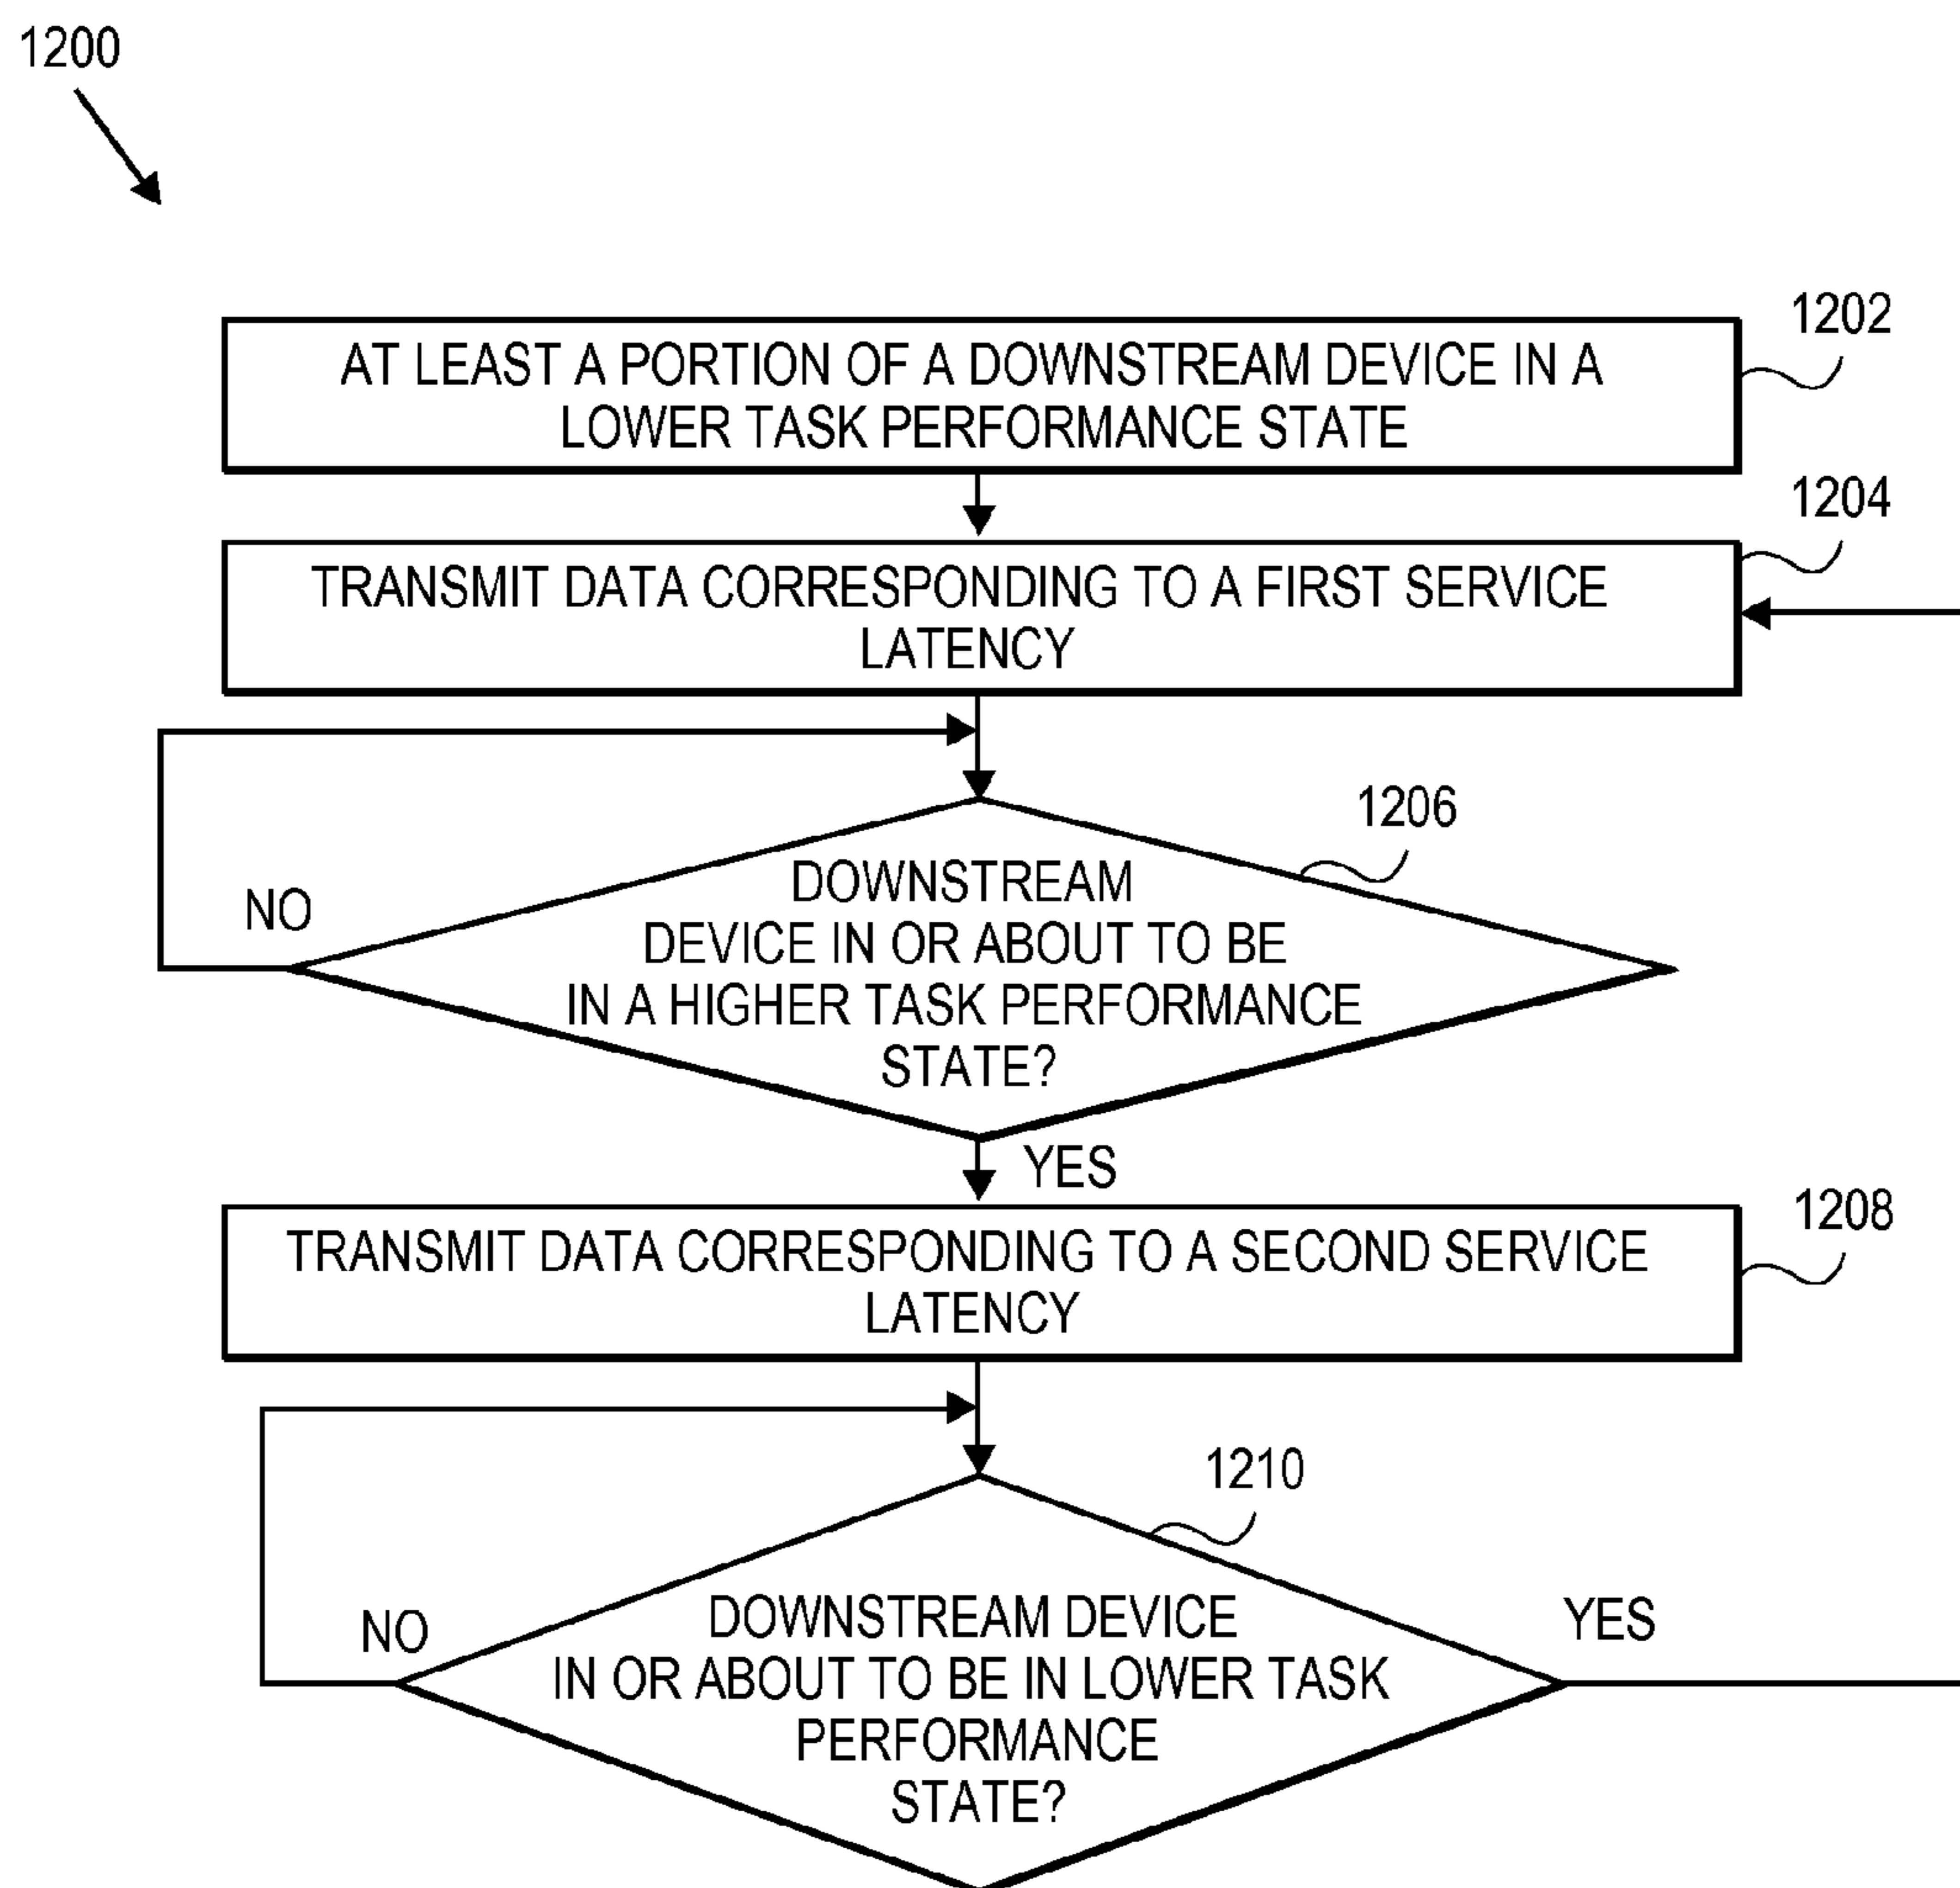 1200
1202
AT LEAST A PORTION OF A DOWNSTREAM DEVICE IN A
LOWER TASK PERFORMANCE STATE
1204
TRANSMIT DATA CORRESPONDING TO A FIRST SERVICE
LATENCY
1206
NO
DOWNSTREAM
DEVICE IN OR ABOUT TO BE
IN A HIGHER TASK PERFORMANCE
STATE?
YES
1208
TRANSMIT DATA CORRESPONDING TO A SECOND SERVICE
LATENCY
1210
NO
DOWNSTREAM DEVICE
IN OR ABOUT TO BE IN LOWER TASK
PERFORMANCE
STATE?
YES